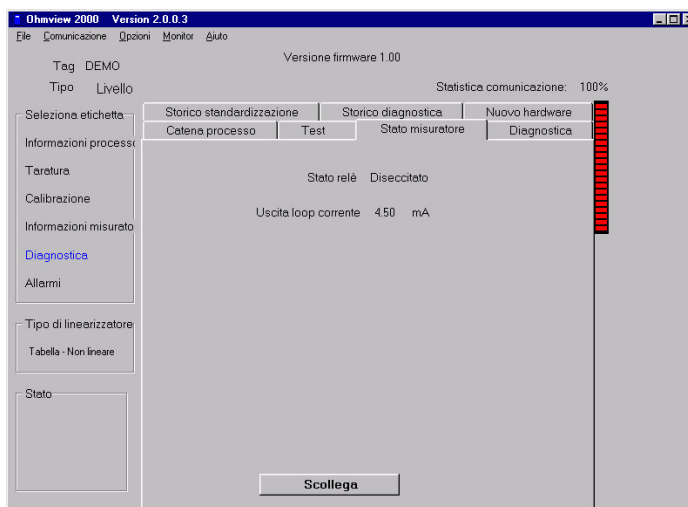 Ohmview 2000 Version 2.0.0.3
File Comunicazione Opzioni Monitor Aiuto
Versione firmware 1.00
Tag DEMO
Tipo Livello
Statistica comunicazione: 100%
Seleziona etichetta
Informazioni processo
Taratura
Calibrazione
Informazioni misurato
Diagnostica
Allarmi
Tipo di linearizzatore
Tabella - Non lineare
Stato
Storico standardizzazione Storico diagnostica Nuovo hardware
Catena processo Test Stato misuratore Diagnostica
Stato relè Diseccitato
Uscita loop corrente 4.50 mA
Scollega